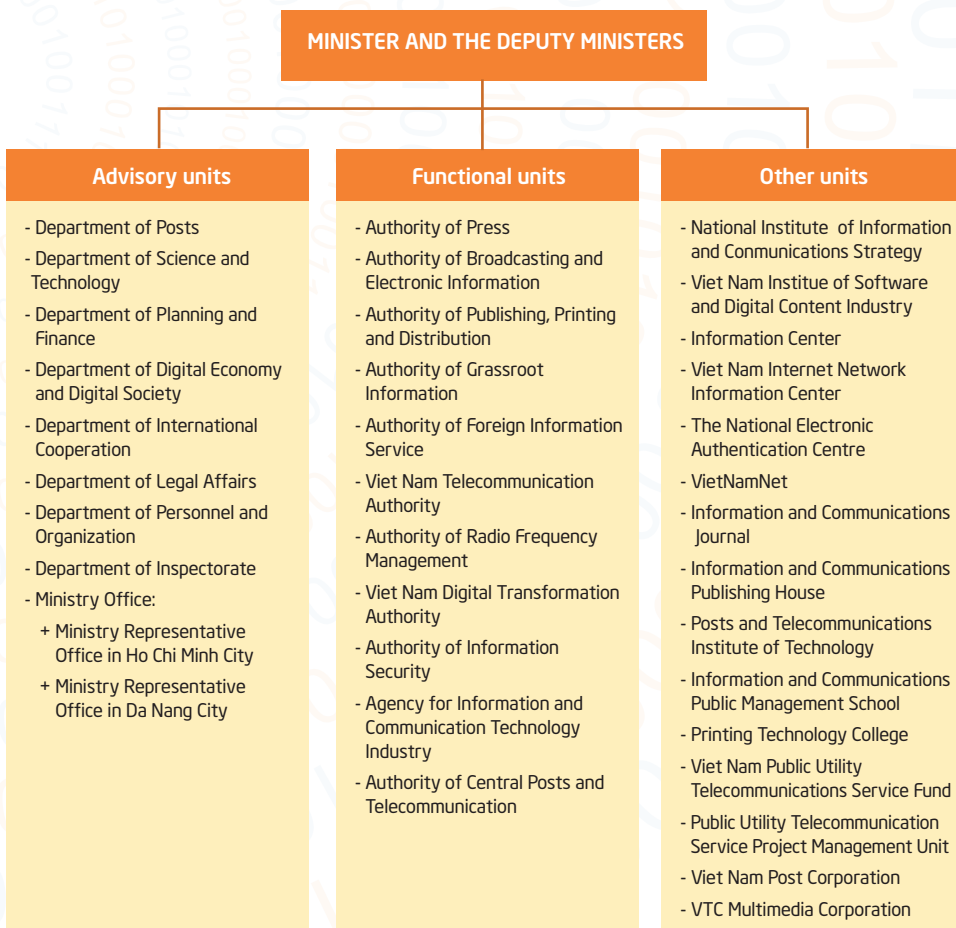 MINISTER AND THE DEPUTY MINISTERS
Advisory units
- Department of Posts
- Department of Science and
Technology
- Department of Planning and
Finance
- Department of Digital Economy
and Digital Society
- Department of International
Cooperation
- Department of Legal Affairs
- Department of Personnel and
Organization
- Department of Inspectorate
- Ministry Office:
+ Ministry Representative
Office in Ho Chi Minh City
+ Ministry Representative
Office in Da Nang City
Functional units
- Authority of Press
- Authority of Broadcasting and
Electronic Information
- Authority of Publishing, Printing
and Distribution
- Authority of Grassroot
Information
- Authority of Foreign Information
Service
- Viet Nam Telecommunication
Authority
- Authority of Radio Frequency
Management
- Viet Nam Digital Transformation
Authority
- Authority of Information
Security
- Agency for Information and
Communication Technology
Industry
- Authority of Central Posts and
Telecommunication
Other units
- National Institute of Information
and Conmunications Strategy
- Viet Nam Institue of Software
and Digital Content Industry
- Information Center
- Viet Nam Internet Network
Information Center
- The National Electronic
Authentication Centre
- VietNamNet
- Information and Communications
Journal
- Information and Communications
Publishing House
- Posts and Telecommunications
Institute of Technology
- Information and Communications
Public Management School
- Printing Technology College
- Viet Nam Public Utility
Telecommunications Service Fund
- Public Utility Telecommunication
Service Project Management Unit
- Viet Nam Post Corporation
- VTC Multimedia Corporation